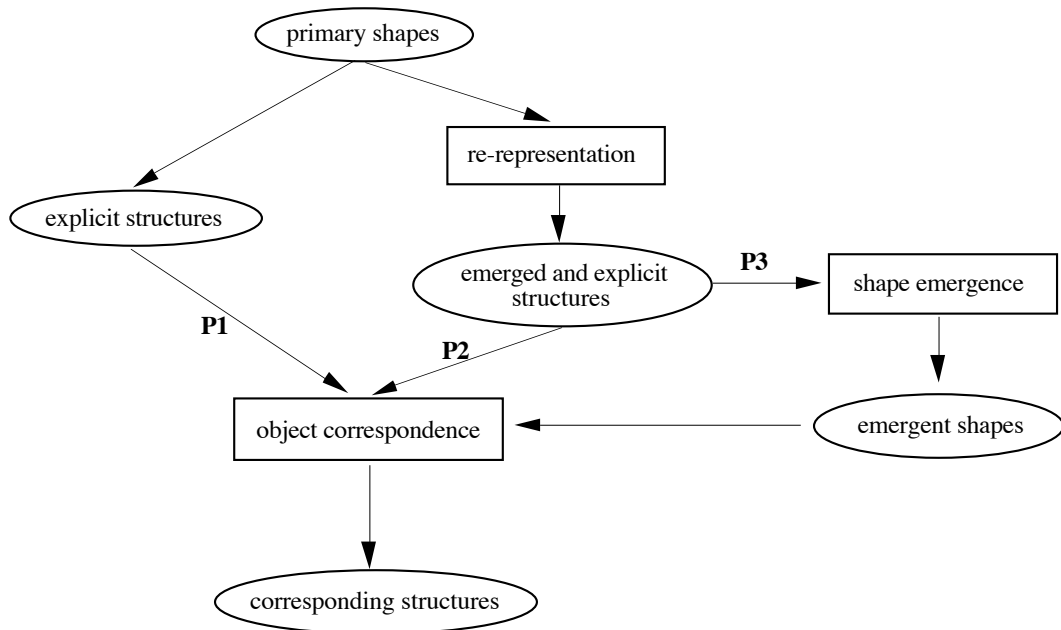 primary shapes
re-representation
explicit structures
emerged and explicit
structures
P3
shape emergence
P1
P2
object correspondence
emergent shapes
corresponding structures